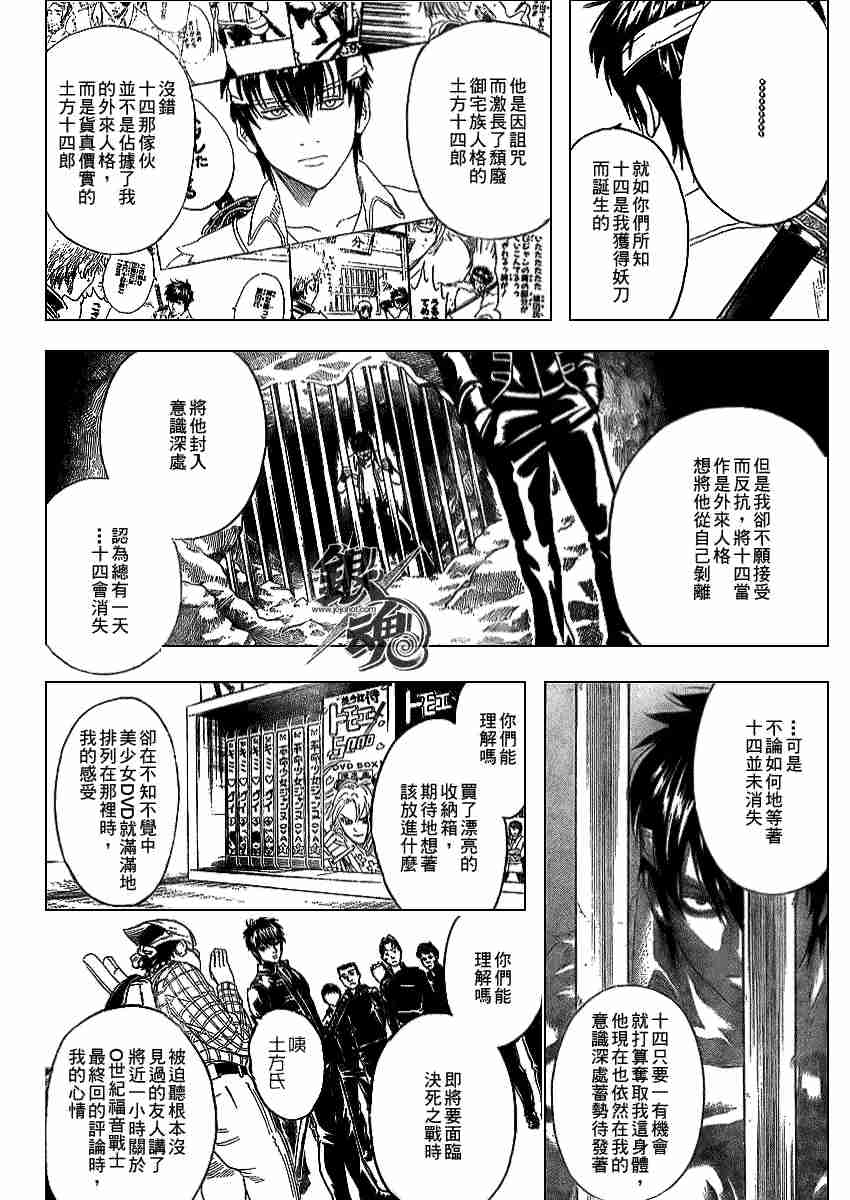 ………
就如你們所知
十四是我獲得妖刀
而誕生的
他是因詛咒
而激長了頹廢
御宅族人格的
土方十四郎
沒錯
十四那傢伙
並不是佔據了我
的外來人格，
而是貨真價實的
土方十四郎
但是我卻不願接受
而反抗，將十四當
作是外來人格
想將他從自己剝離
將他封入
意識深處
認為總有一天
…十四會消失
銀魂
www.jojohot.com
…可是
不論如何地等著
十四並未消失
十四只要一有機會
就打算奪取我這身體，
他現在也依然在我的
意識深處蓄勢待發著
你們能
理解嗎
買了漂亮的
收納箱，
期待地想著
該放進什麼
トモエ
5000
DVD BOX
卻在不知不覺中
美少女DVD就滿滿地
排列在那裡時，
我的感受
你們能
理解嗎
即將要面臨
決死之戰時
咦
土方氏
被迫聽根本沒
見過的友人講了
將近一小時關於
O世紀福音戰士
最終回的評論時，
我的心情